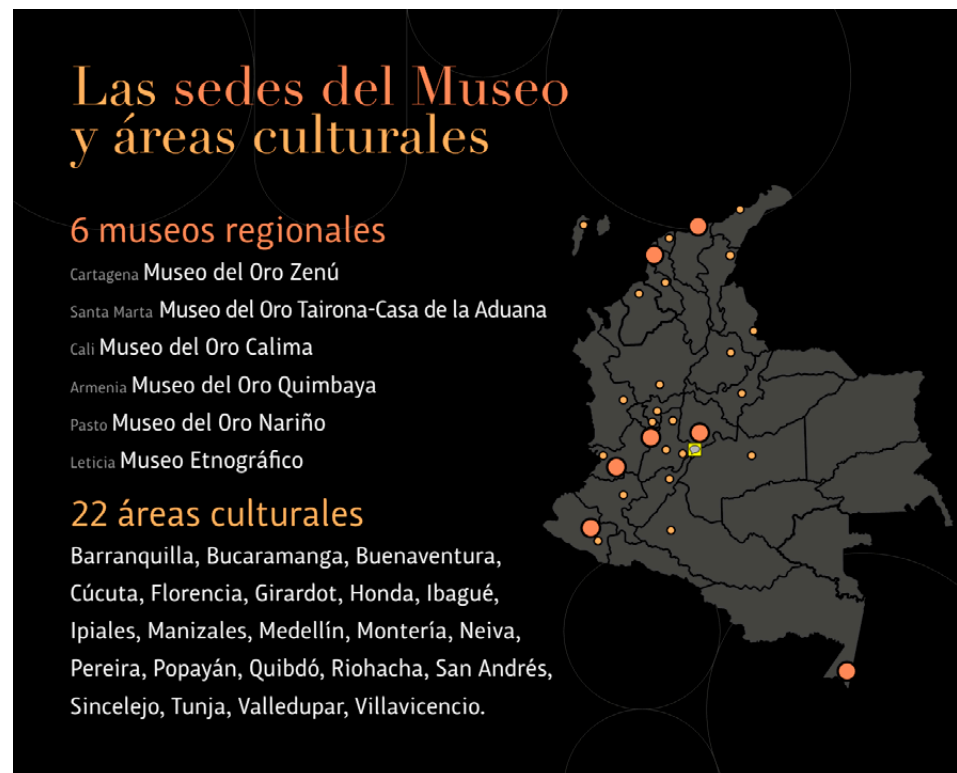 Las sedes del Museo
y áreas culturales
6 museos regionales
Cartagena Museo del Oro Zenú
Santa Marta Museo del Oro Tairona-Casa de la Aduana
Cali Museo del Oro Calima
Armenia Museo del Oro Quimbaya
Pasto Museo del Oro Nariño
Leticia Museo Etnográfico
22 áreas culturales
Barranquilla, Bucaramanga, Buenaventura,
Cúcuta, Florencia, Girardot, Honda, Ibagué,
Ipiales, Manizales, Medellín, Montería, Neiva,
Pereira, Popayán, Quibdó, Riohacha, San Andrés,
Sincelejo, Tunja, Valledupar, Villavicencio.